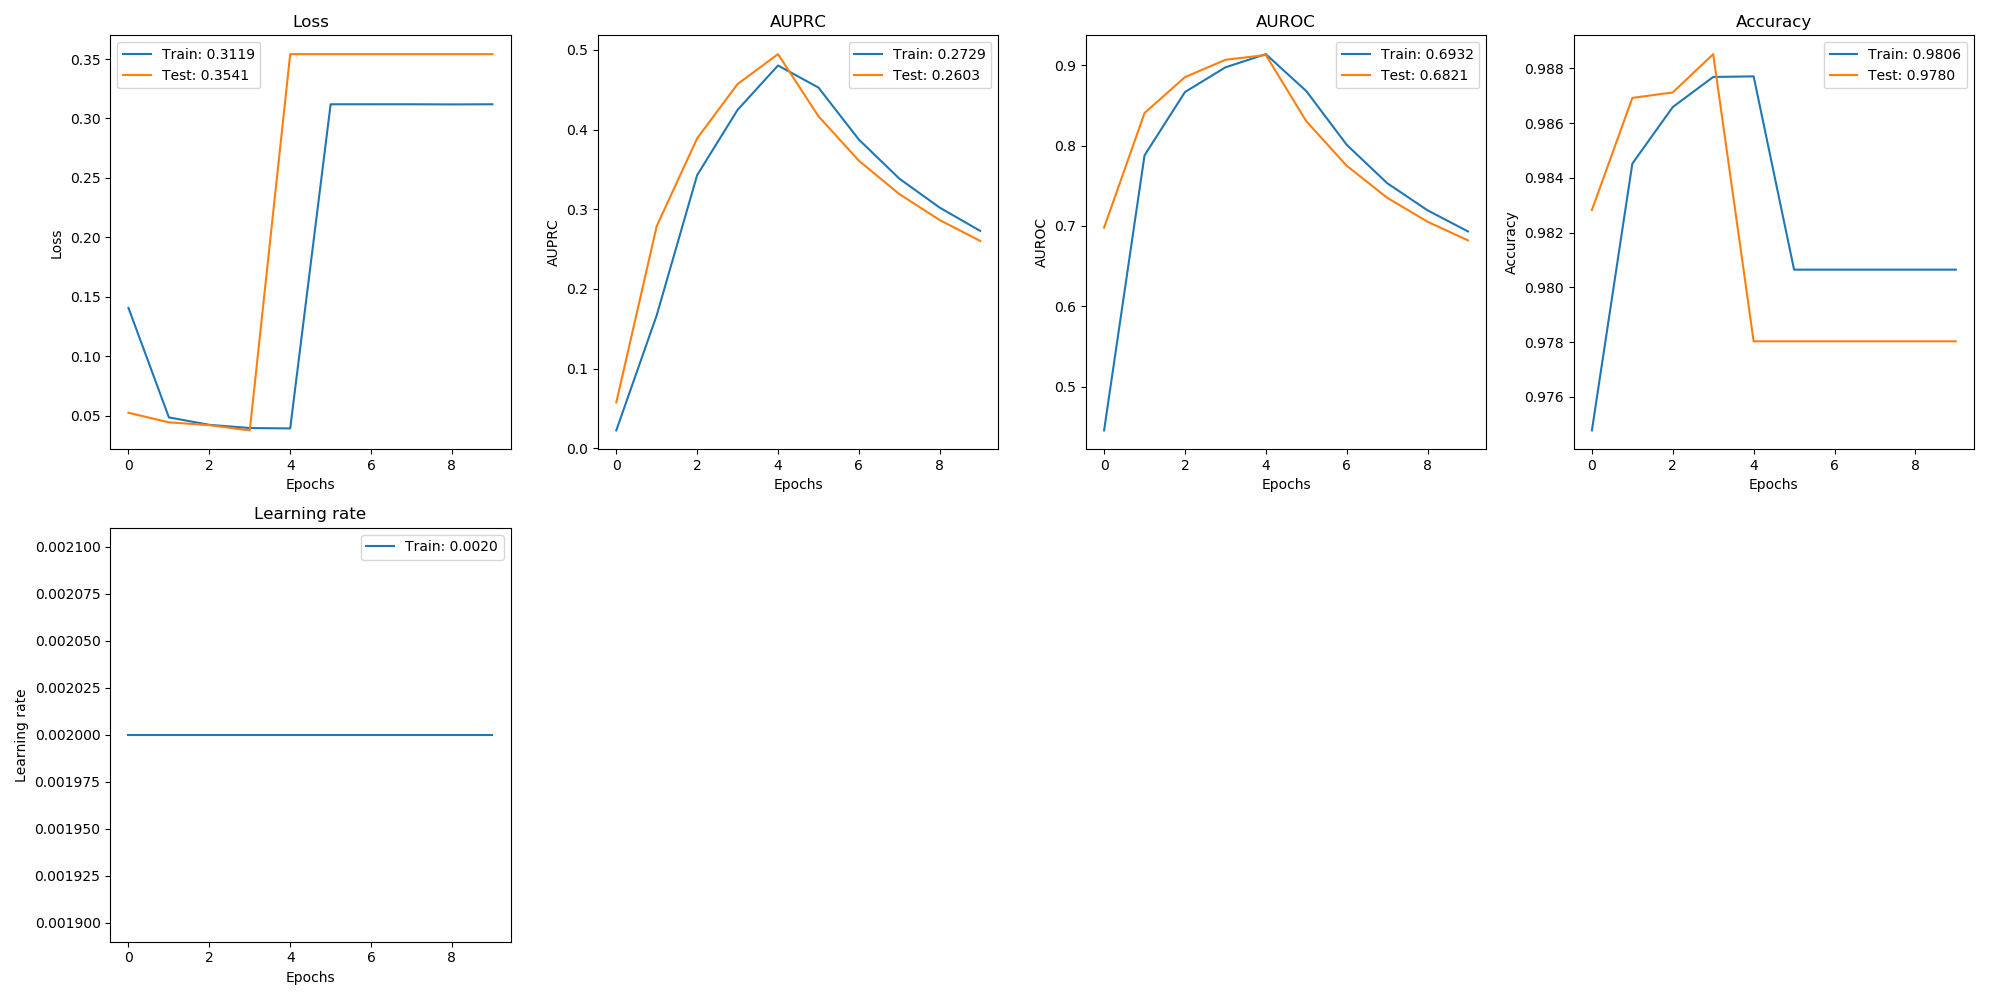 Loss
Train: 0.3119
Test: 0.3541
0.35
0.30
0.25
0.20
0.15
0.10
0.05
Loss
0 2 4 6 8
Epochs
AUPRC
Train: 0.2729
Test: 0.2603
0.5
0.4
0.3
0.2
0.1
0.0
AUPRC
0 2 4 6 8
Epochs
AUROC
Train: 0.6932
Test: 0.6821
0.9
0.8
0.7
0.6
0.5
AUROC
0 2 4 6 8
Epochs
Accuracy
Train: 0.9806
Test: 0.9780
0.988
0.986
0.984
0.982
0.980
0.978
0.976
Accuracy
0 2 4 6 8
Epochs
Learning rate
Train: 0.0020
0.002100
0.002075
0.002050
0.002025
0.002000
0.001975
0.001950
0.001925
0.001900
Learning rate
0 2 4 6 8
Epochs